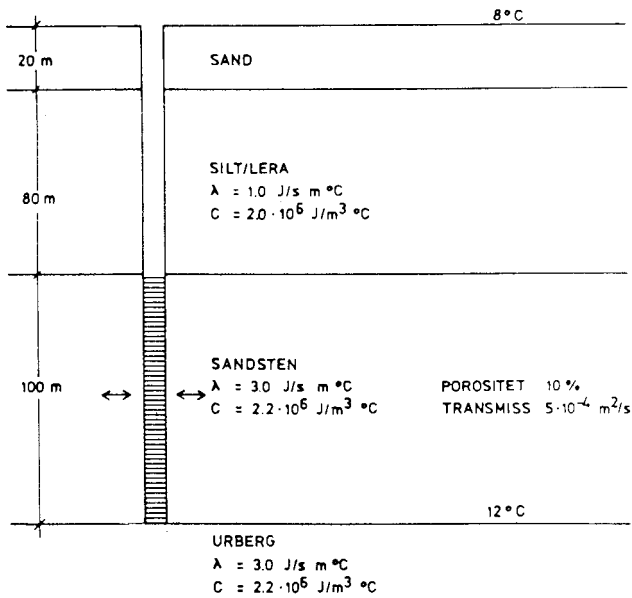 8°C
20 m
SAND
SILT/LERA
λ = 1.0 J/s m °C
C = 2.0·10⁶ J/m³ °C
80 m
SANDSTEN
λ = 3.0 J/s m °C
C = 2.2·10⁶ J/m³ °C
POROSITET 10 %
TRANSMISS 5·10⁻⁴ m²/s
100 m
12°C
URBERG
λ = 3.0 J/s m °C
C = 2.2·10⁶ J/m³ °C